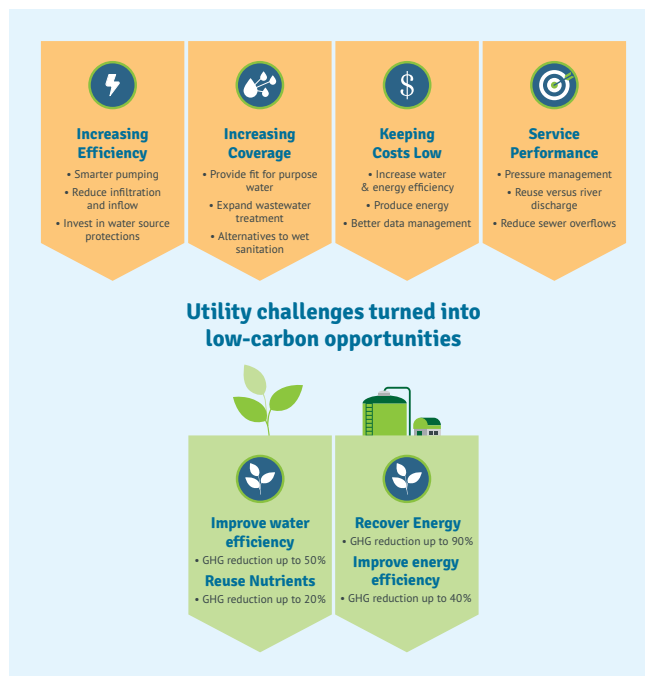 Increasing
Efficiency
• Smarter pumping
• Reduce infiltration
and inflow
• Invest in water source
protections
Increasing
Coverage
• Provide fit for purpose
water
• Expand wastewater
treatment
• Alternatives to wet
sanitation
$
Keeping
Costs Low
• Increase water
& energy efficiency
• Produce energy
• Better data management
Service
Performance
• Pressure management
• Reuse versus river
discharge
• Reduce sewer overflows
Utility challenges turned into
low-carbon opportunities
Improve water
efficiency
• GHG reduction up to 50%
Reuse Nutrients
• GHG reduction up to 20%
Recover Energy
• GHG reduction up to 90%
Improve energy
efficiency
• GHG reduction up to 40%